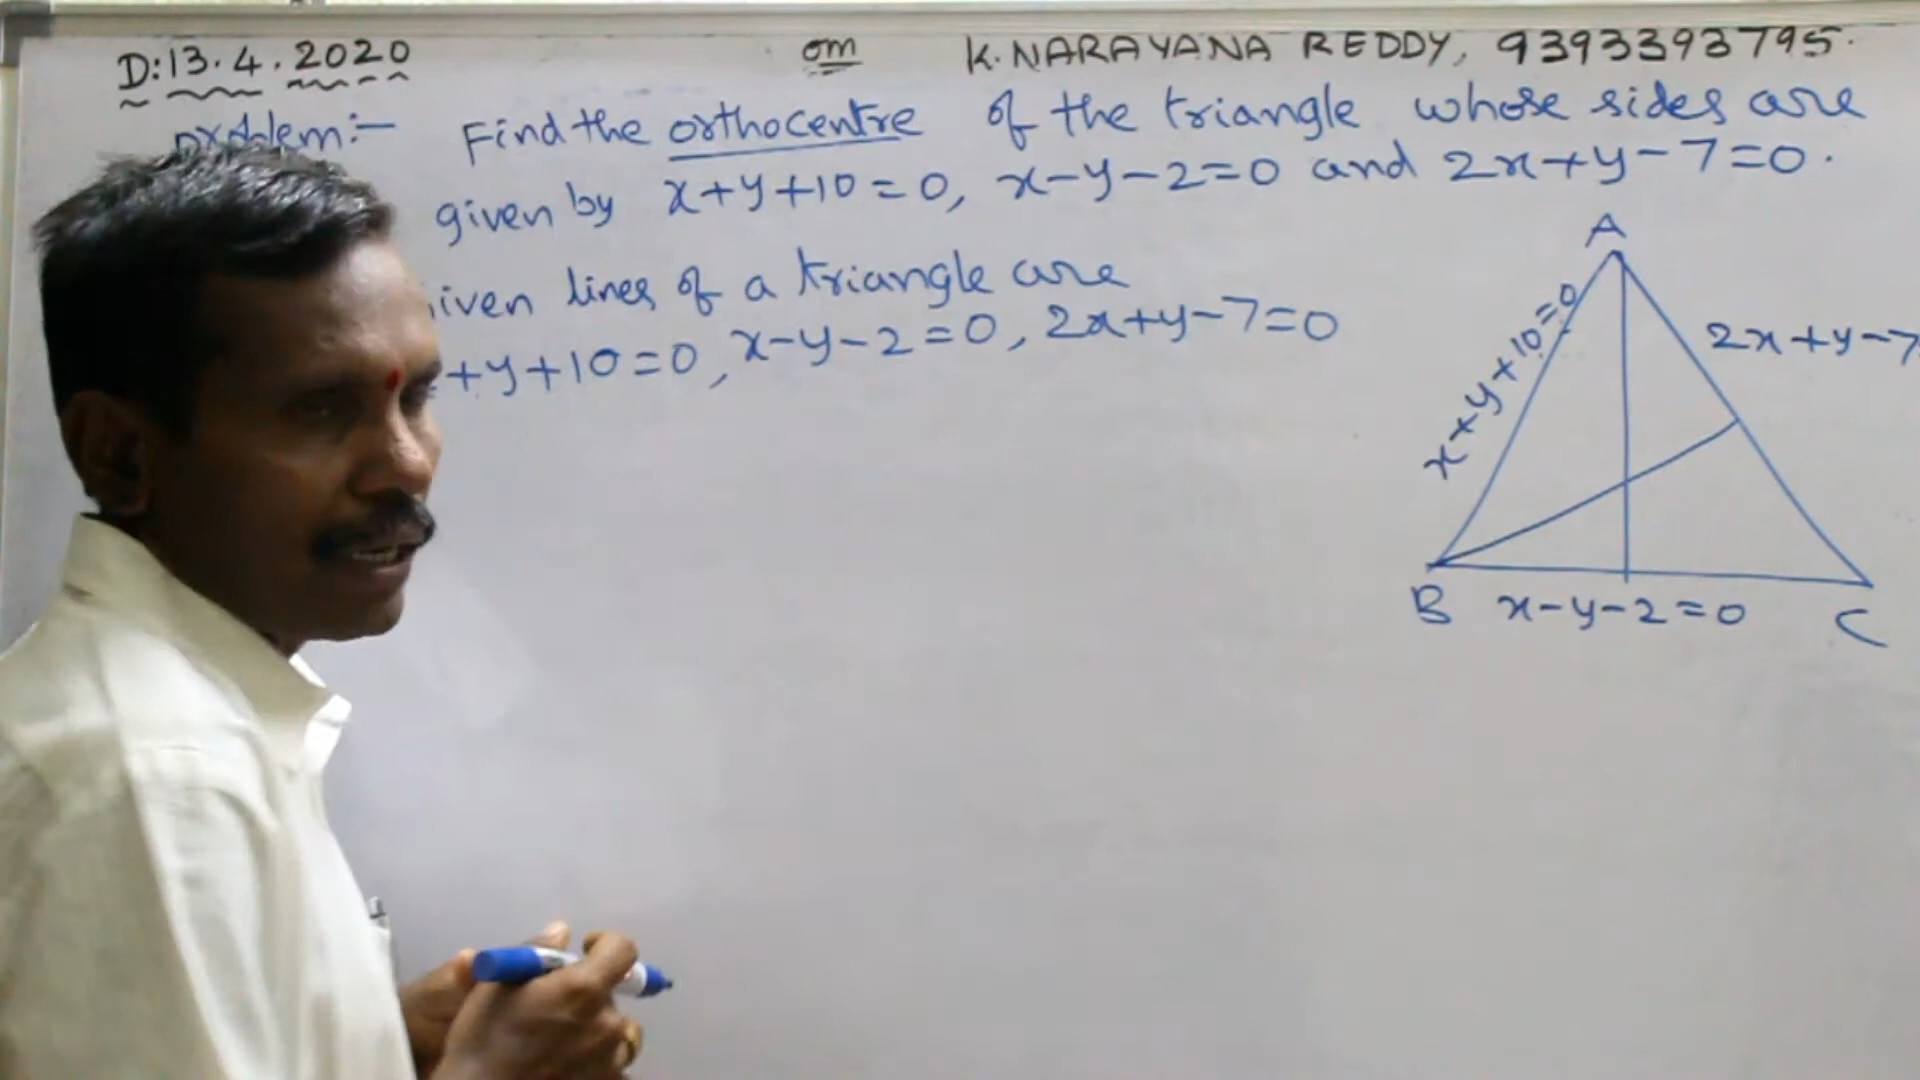 D:13.4.2020 om K.NARAYANA REDDY, 9393393795.
problem:- Find the orthocentre of the triangle whose sides are
given by x+y+10=0, x-y-2=0 and 2x+y-7=0.
iven lines of a triangle are
+y+10=0, x-y-2=0, 2x+y-7=0
A
x+y+10=0
2x+y-7
B x-y-2=0 C